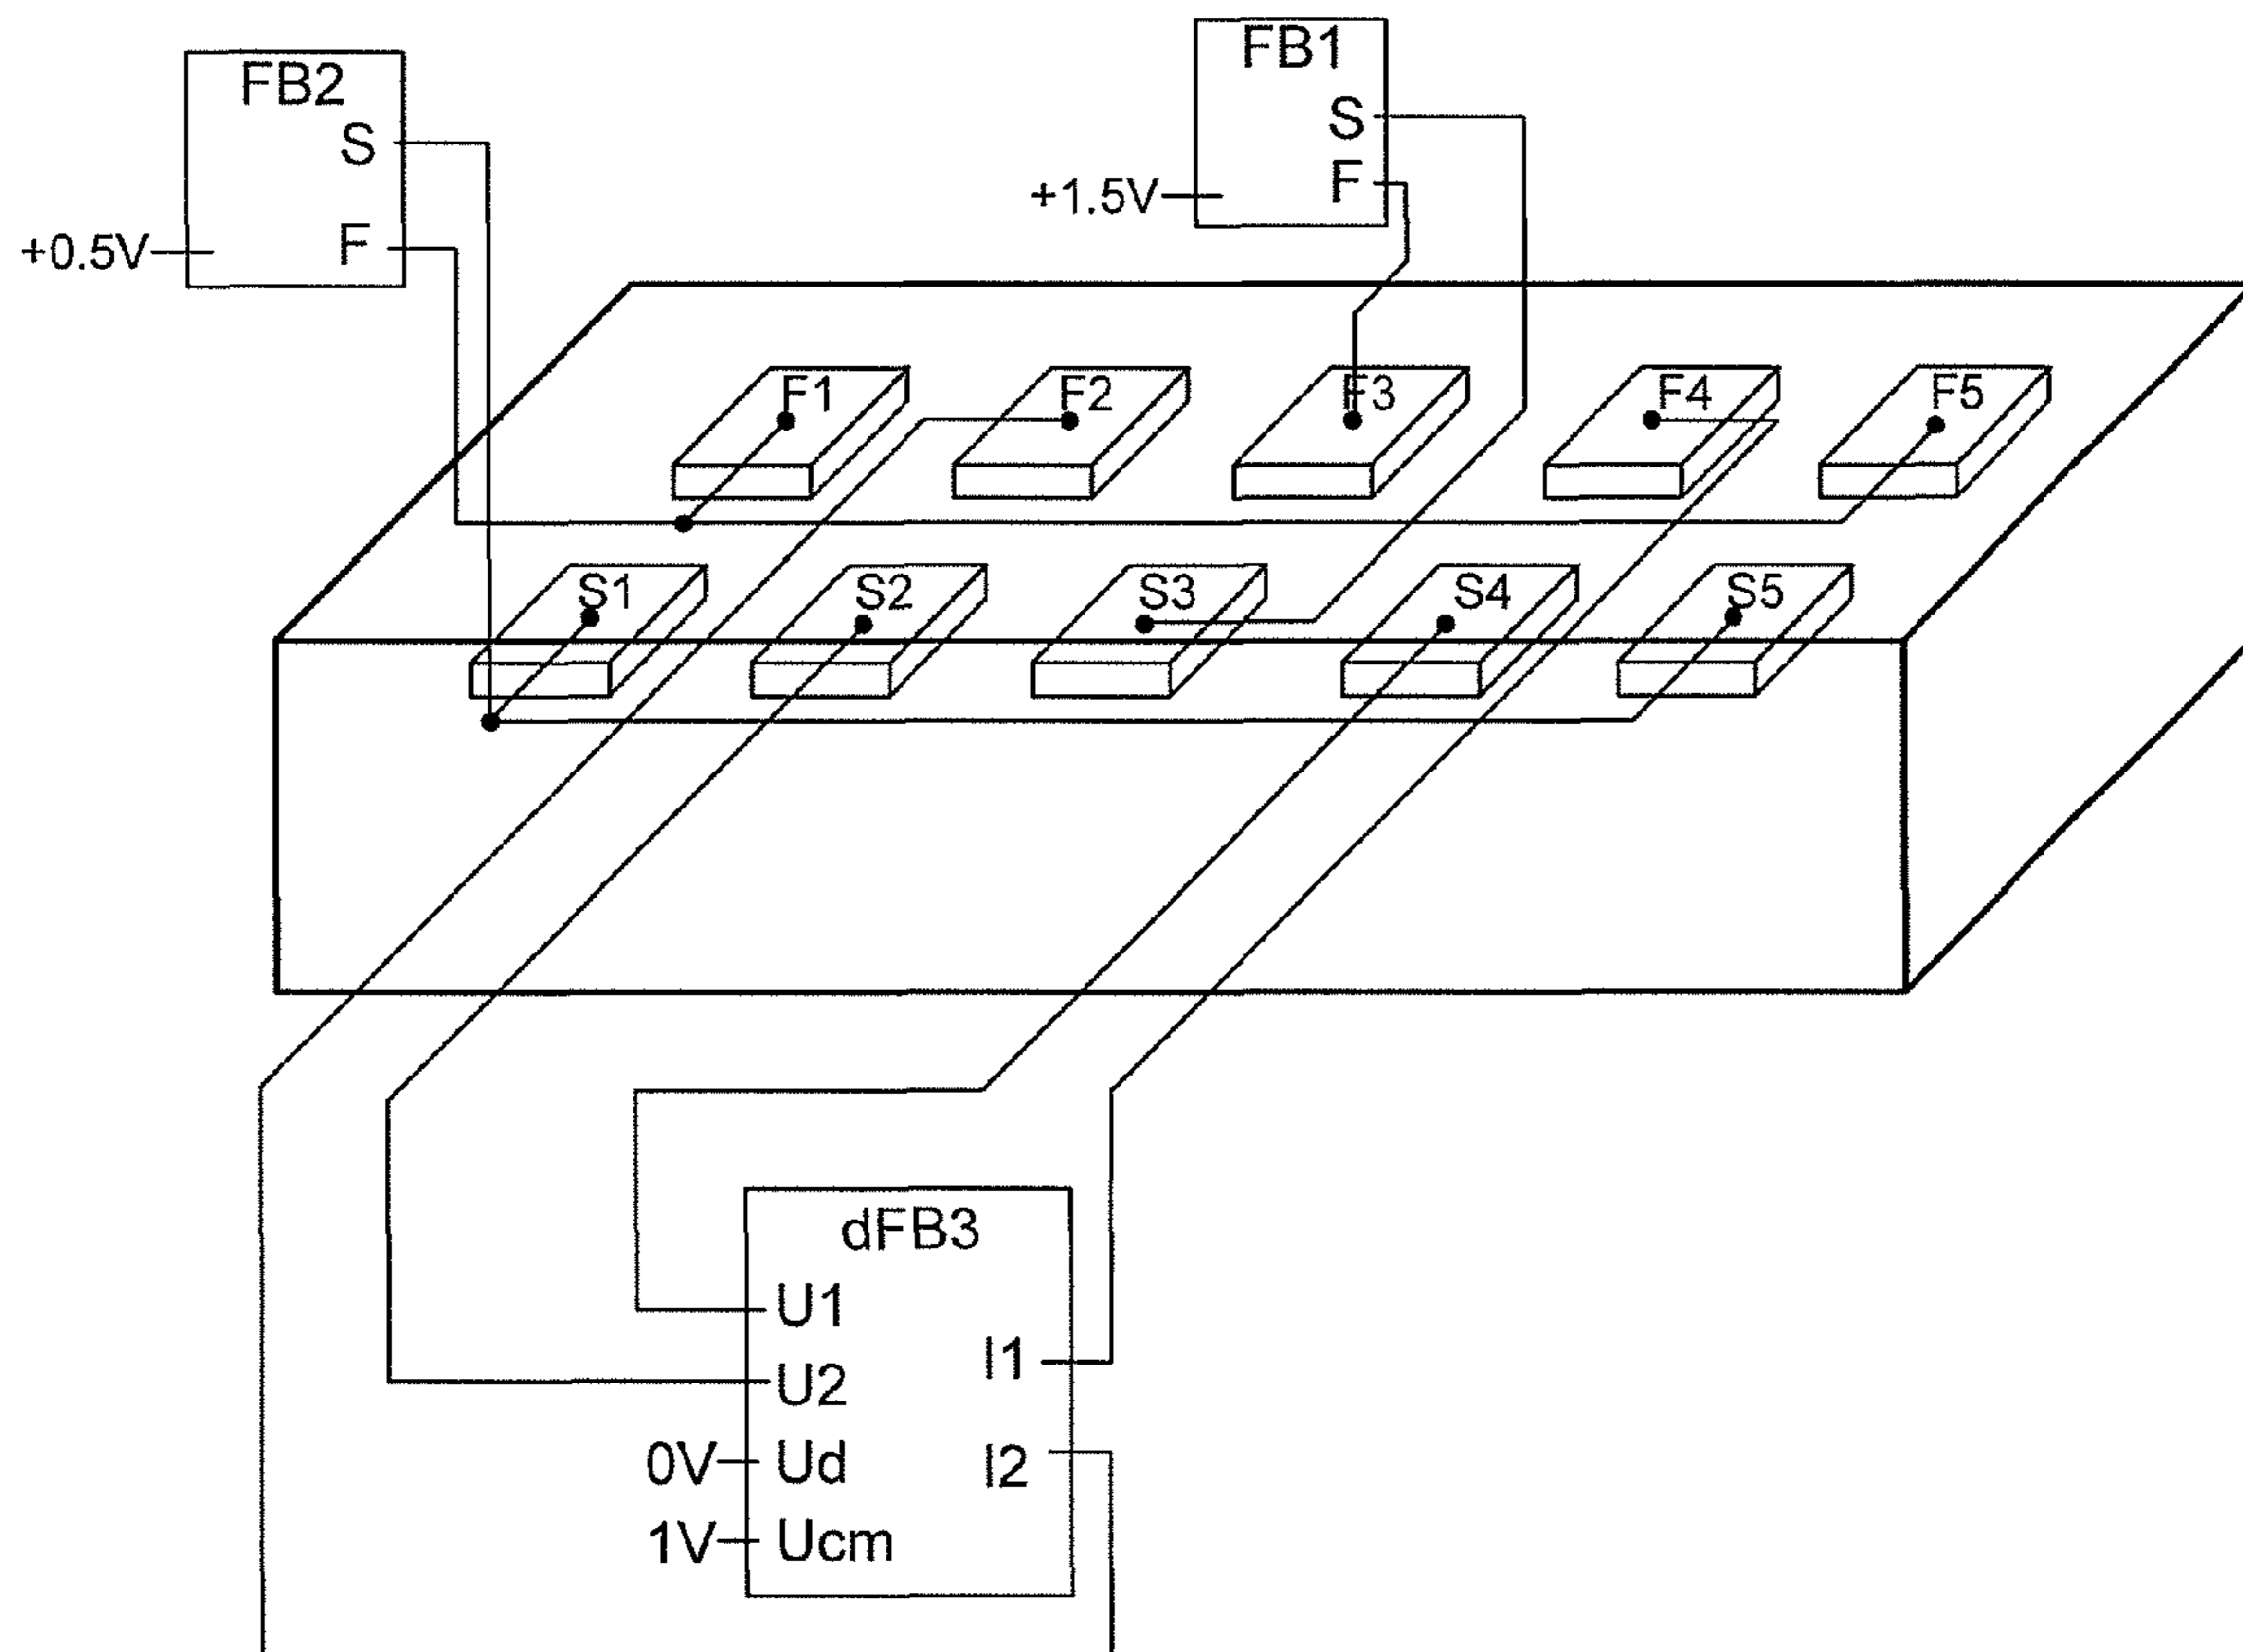 FB2
S
F
+0.5V
FB1
S
F
+1.5V
F1
F2
F3
F4
F5
S1
S2
S3
S4
S5
dFB3
U1
U2
I1
0V
Ud
I2
1V
Ucm